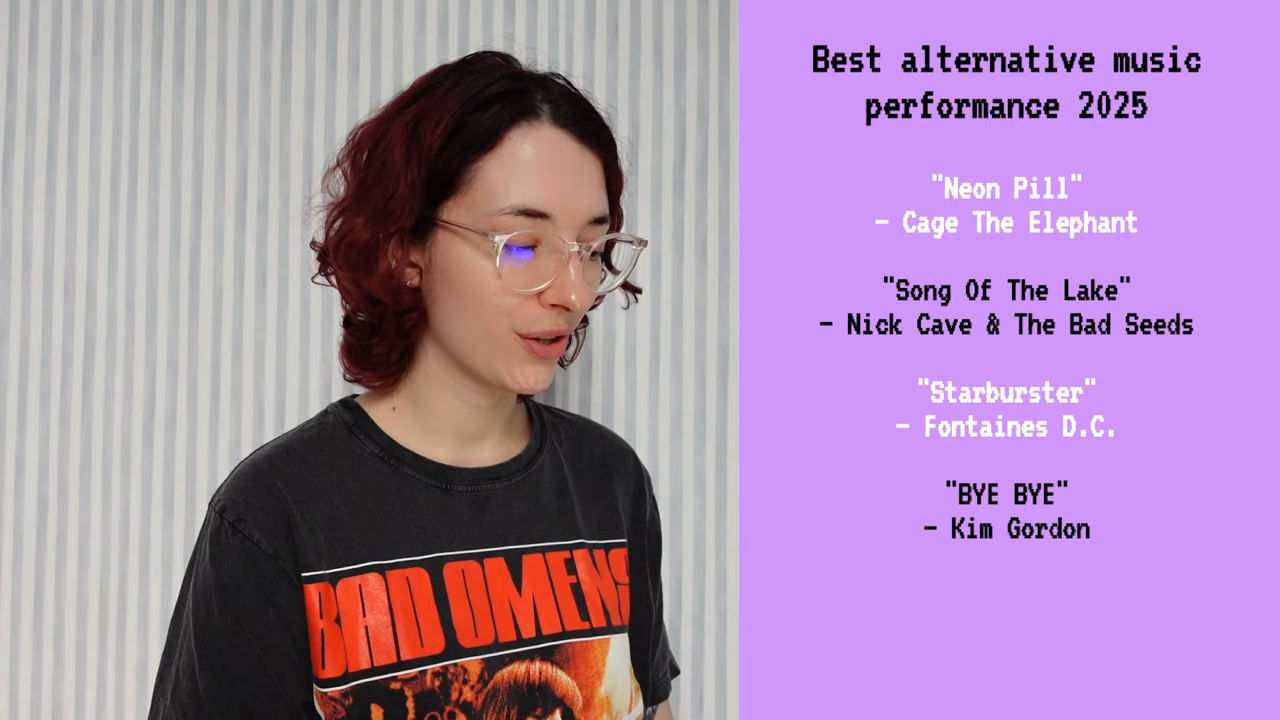 Best alternative music
performance 2025
"Neon Pill"
- Cage The Elephant
"Song Of The Lake"
- Nick Cave & The Bad Seeds
"Starburster"
- Fontaines D.C.
"BYE BYE"
- Kim Gordon
BAD OMENS